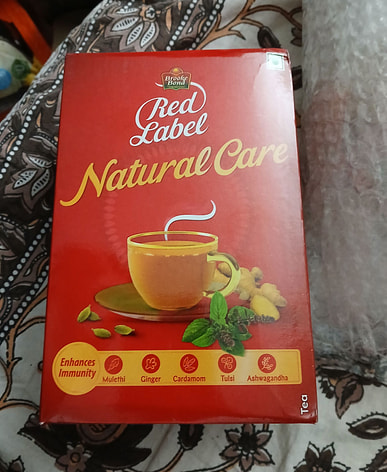 Brooke
Bond
Red
Label
Natural Care
Enhances
Immunity
Mulethi
Ginger
Cardamom
Tulsi
Ashwagandha
Tea